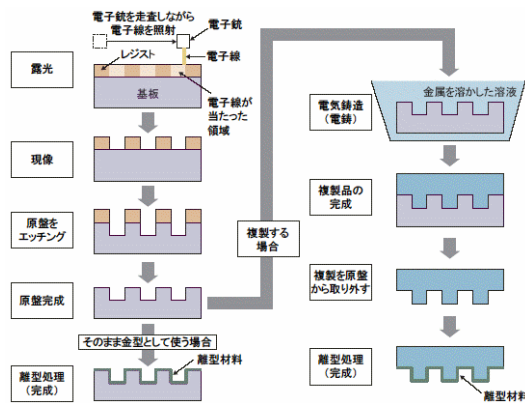 電子銃を走査しながら
電子線を照射
電子銃
レジスト
電子線
露光
基板
電子線が
当たった
領域
現像
原盤を
エッチング
原盤完成
そのまま金型として使う場合
離型処理
(完成)
離型材料
複製する
場合
電気鋳造
(電鋳)
金属を溶かした溶液
複製品の
完成
複製を原盤
から取り外す
離型処理
(完成)
離型材料